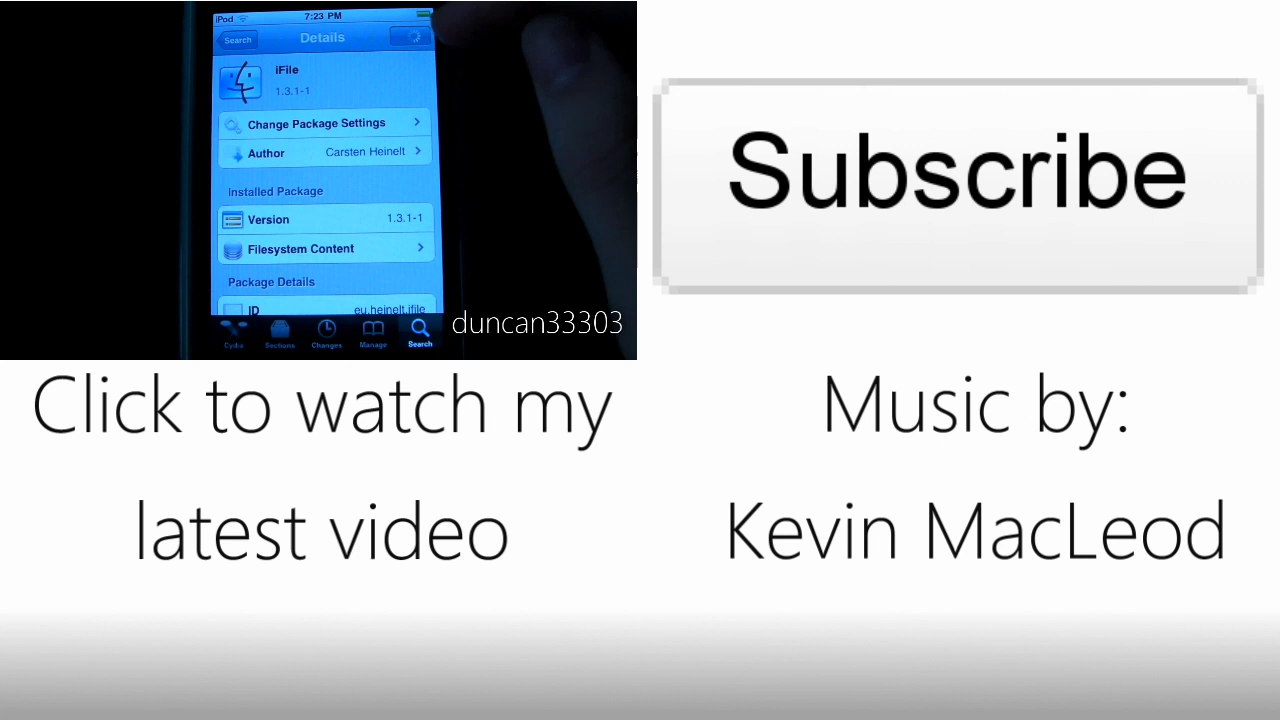 iPod 7:23 PM
Search Details
iFile
1.3.1-1
Change Package Settings
Author Carsten Heinelt
Installed Package
Version 1.3.1-1
Filesystem Content
Package Details
ID eu.heinelt.ifile
Cydia Sections Changes Manage Search
duncan33303
Click to watch my
latest video
Subscribe
Music by:
Kevin MacLeod